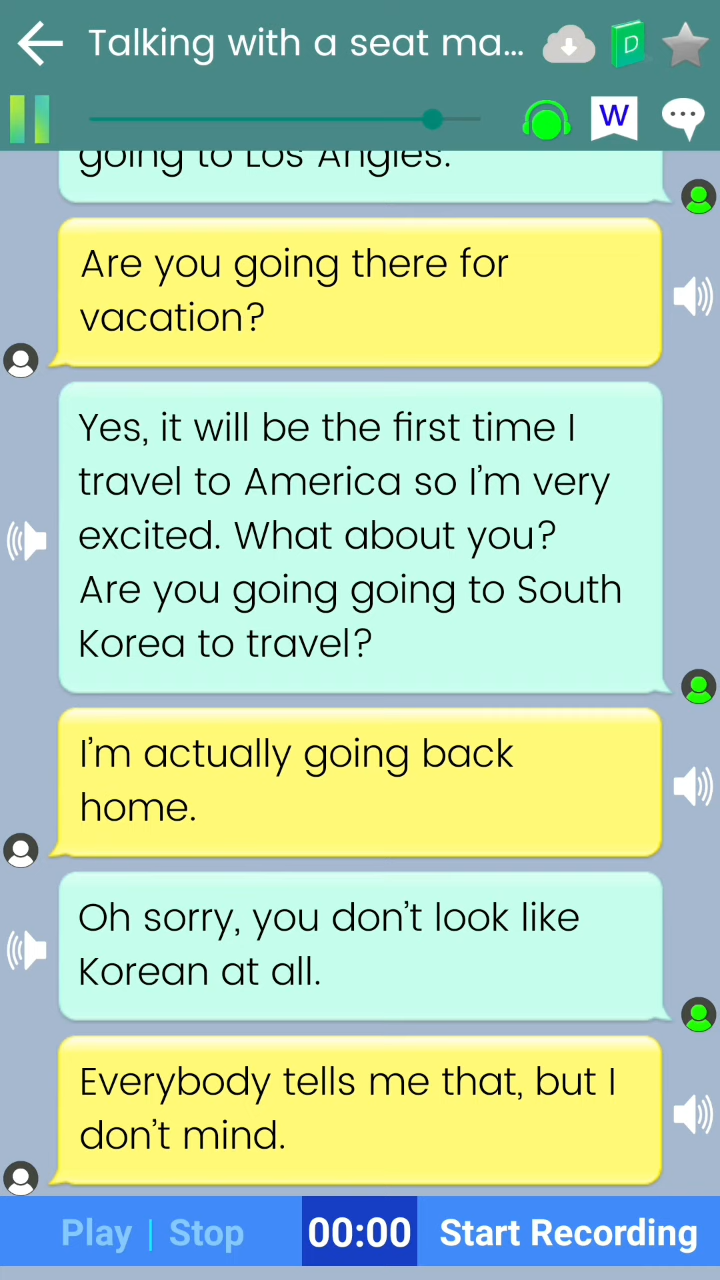 Talking with a seat ma...
D
W
going to Los Angles.
Are you going there for
vacation?
Yes, it will be the first time I
travel to America so I'm very
excited. What about you?
Are you going going to South
Korea to travel?
I'm actually going back
home.
Oh sorry, you don't look like
Korean at all.
Everybody tells me that, but I
don't mind.
Play | Stop 00:00 Start Recording